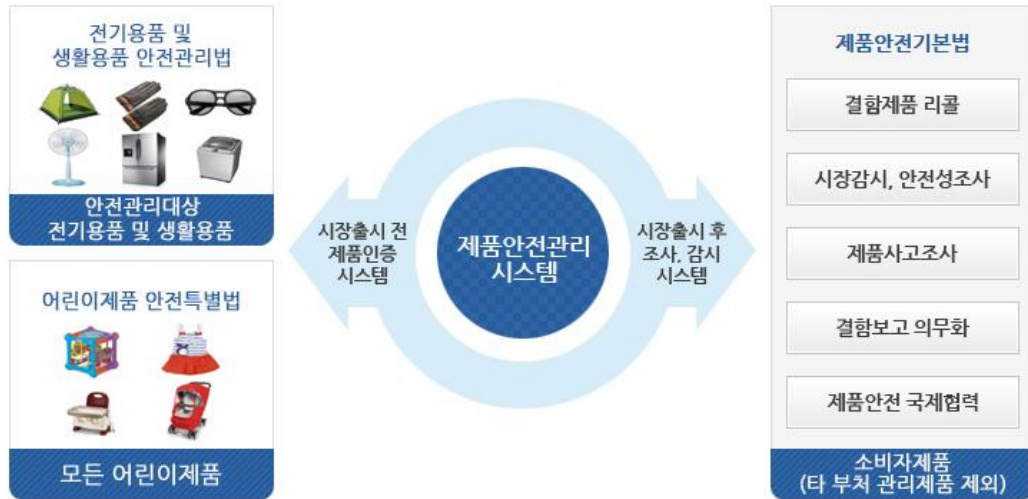 전기용품 및
생활용품 안전관리법
안전관리대상
전기용품 및 생활용품
어린이제품 안전특별법
모든 어린이제품
시장출시 전
제품인증
시스템
제품안전관리
시스템
시장출시 후
조사, 감시
시스템
제품안전기본법
결함제품 리콜
시장감시, 안전성조사
제품사고조사
결함보고 의무화
제품안전 국제협력
소비자제품
(타 부처 관리제품 제외)